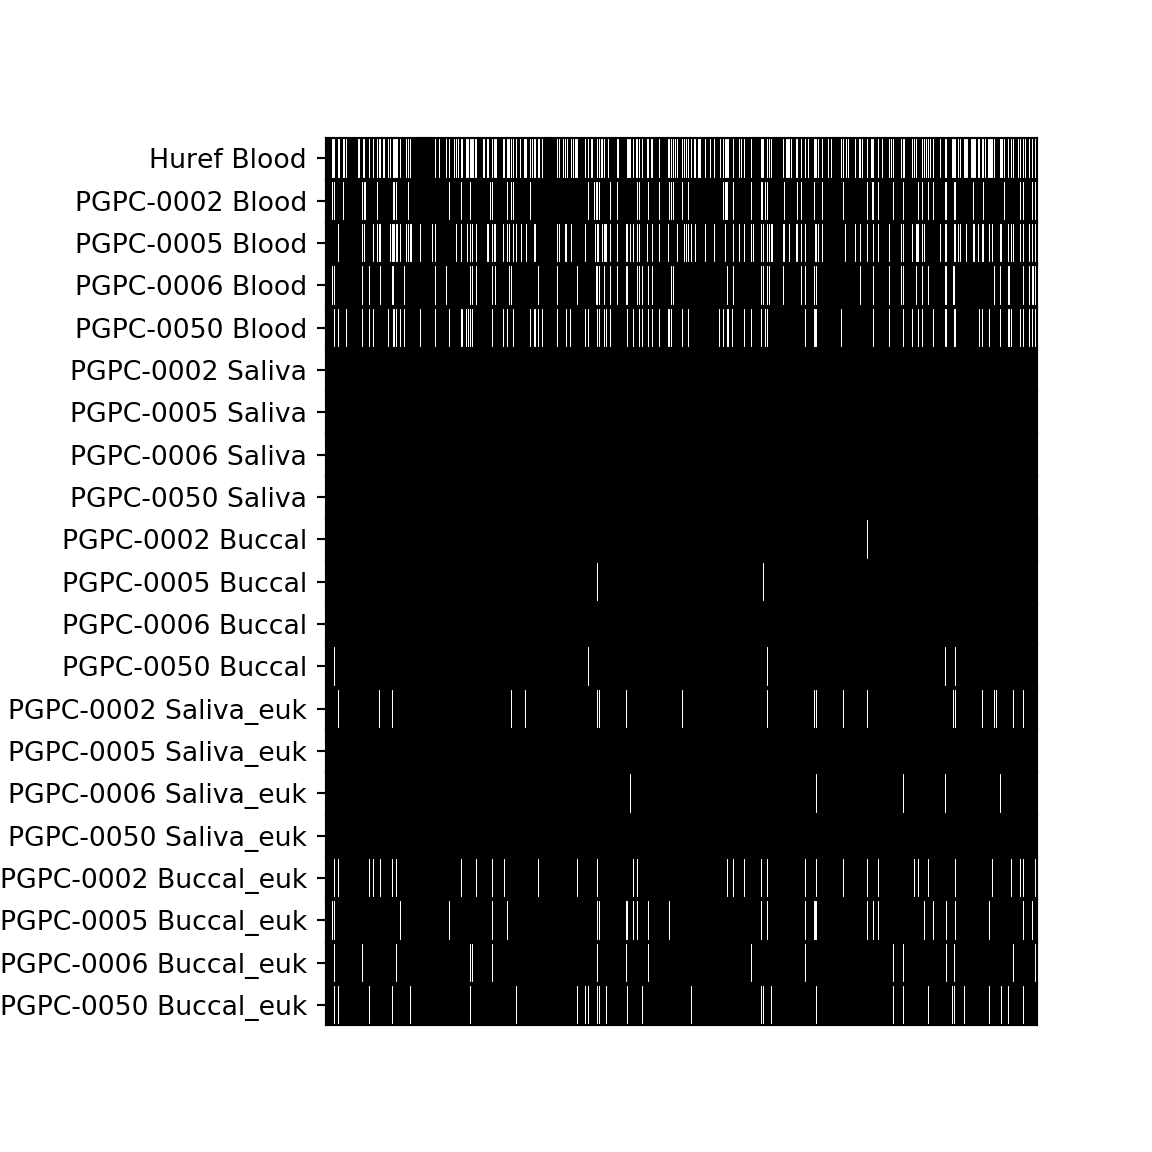 Huref Blood
PGPC-0002 Blood
PGPC-0005 Blood
PGPC-0006 Blood
PGPC-0050 Blood
PGPC-0002 Saliva
PGPC-0005 Saliva
PGPC-0006 Saliva
PGPC-0050 Saliva
PGPC-0002 Buccal
PGPC-0005 Buccal
PGPC-0006 Buccal
PGPC-0050 Buccal
PGPC-0002 Saliva_euk
PGPC-0005 Saliva_euk
PGPC-0006 Saliva_euk
PGPC-0050 Saliva_euk
PGPC-0002 Buccal_euk
PGPC-0005 Buccal_euk
PGPC-0006 Buccal_euk
PGPC-0050 Buccal_euk